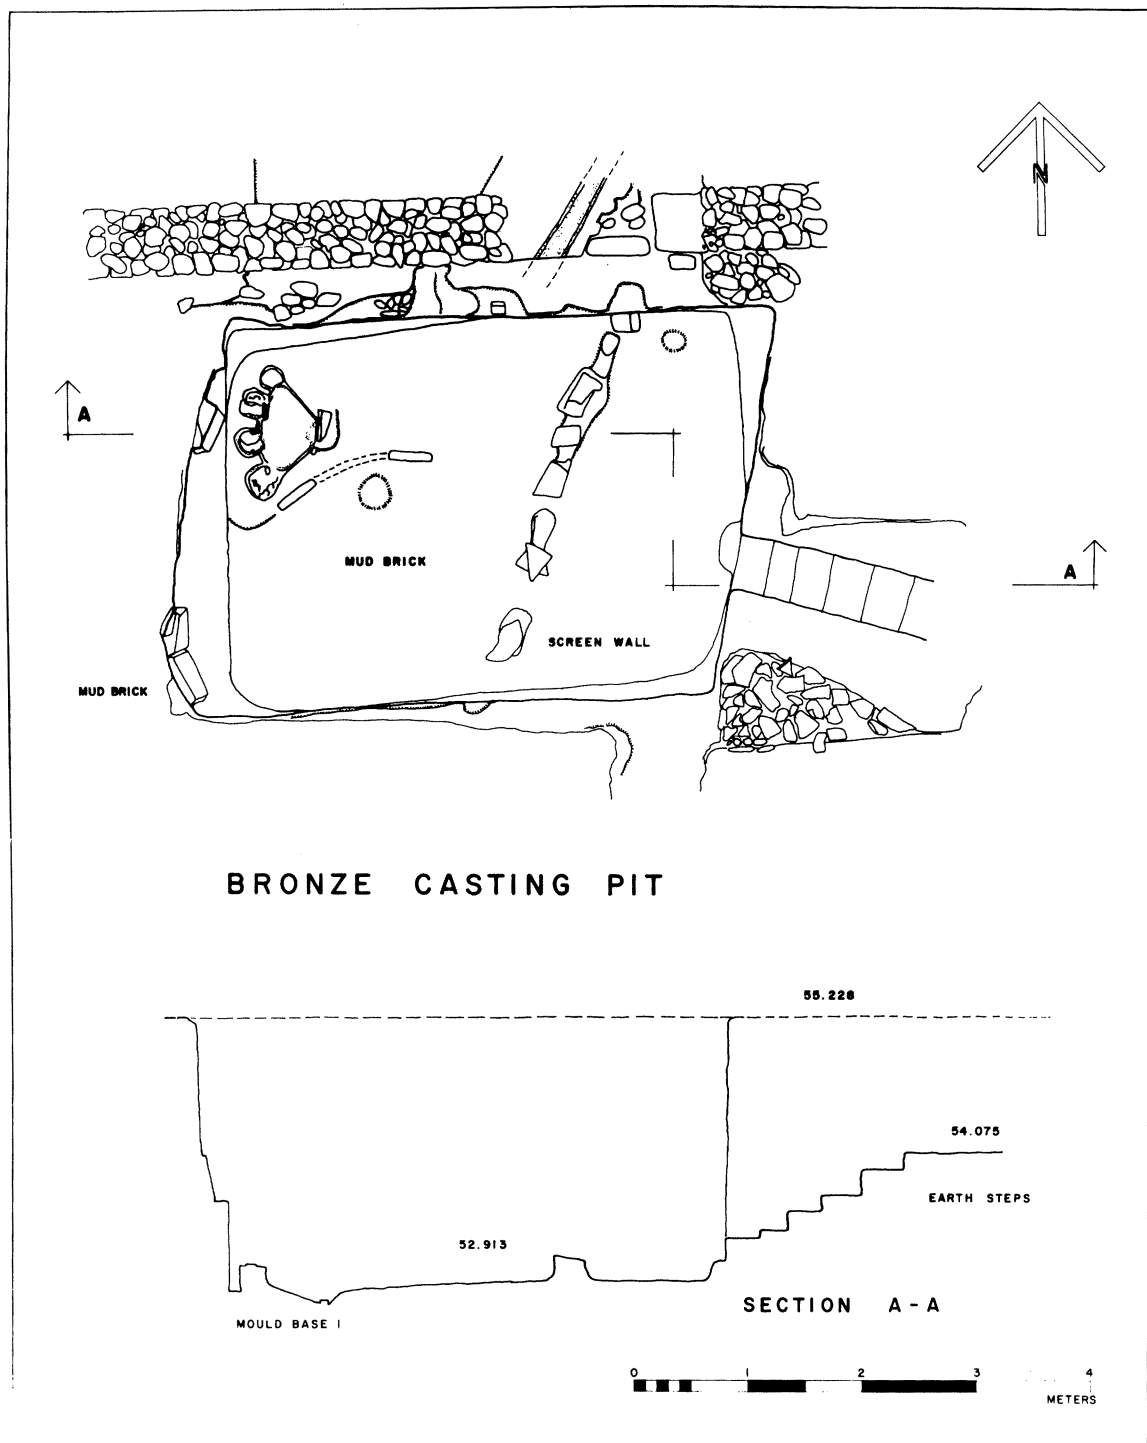 N
A
MUD BRICK
A
SCREEN WALL
MUD BRICK
BRONZE CASTING PIT
55.228
54.075
EARTH STEPS
52.913
SECTION A-A
MOULD BASE 1
0 1 2 3 4
METERS